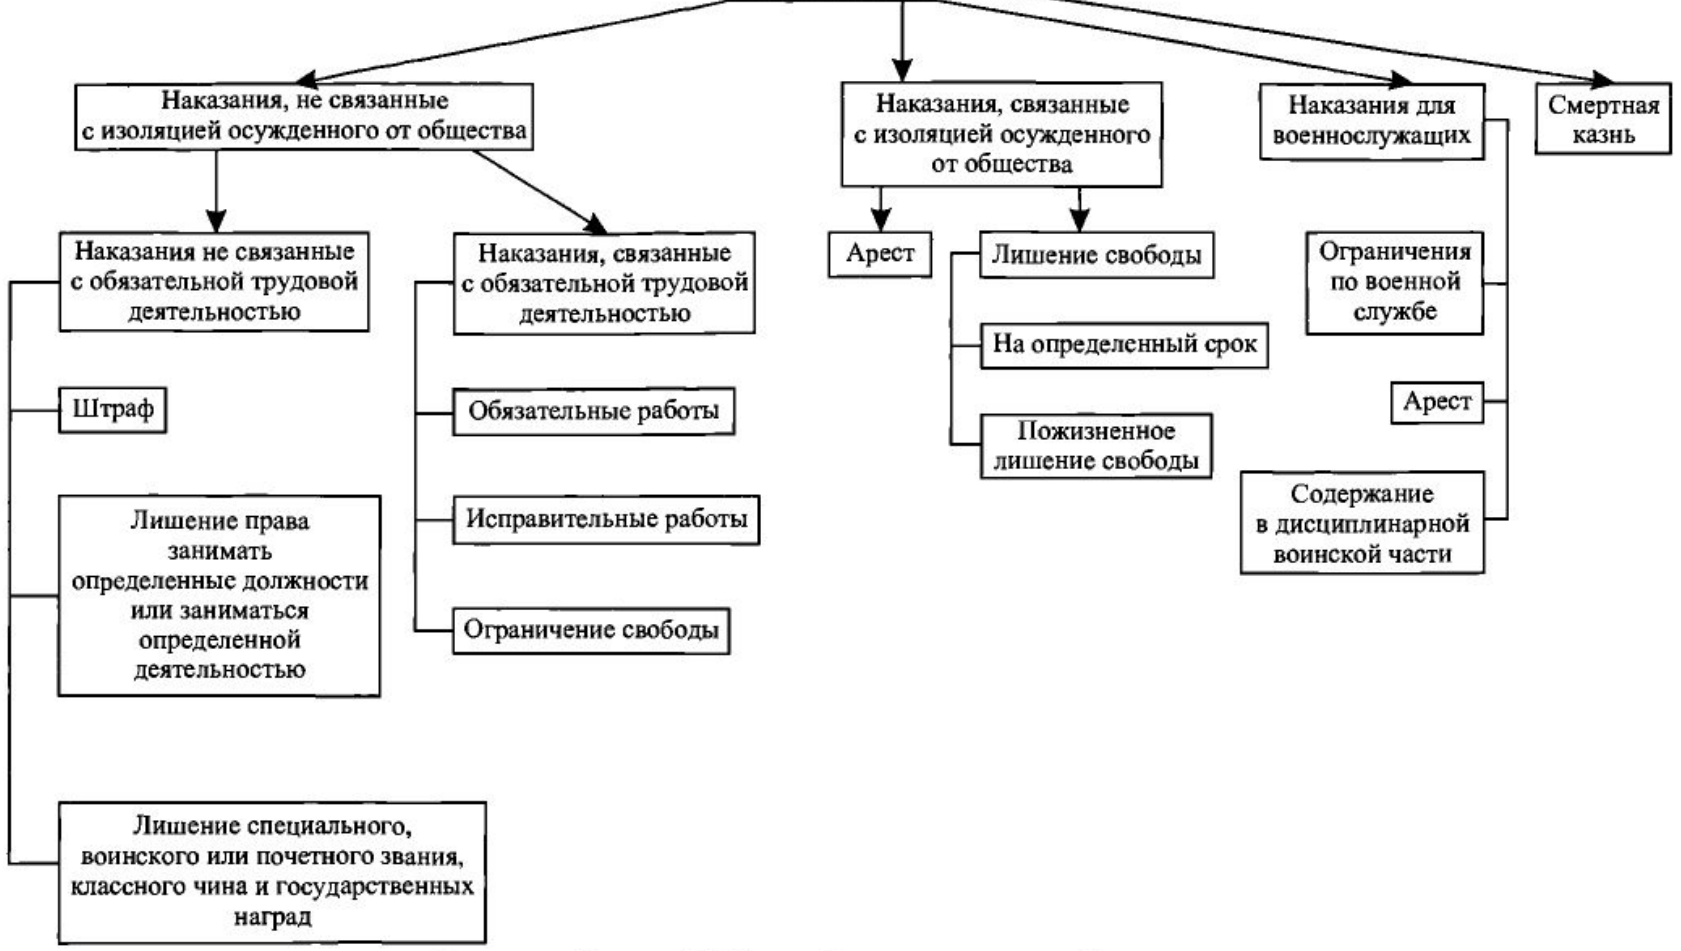 Наказания, не связанные
с изоляцией осужденного от общества
Наказания, связанные
с изоляцией осужденного
от общества
Наказания для
военнослужащих
Смертная
казнь
Наказания не связанные
с обязательной трудовой
деятельностью
Наказания, связанные
с обязательной трудовой
деятельностью
Арест
Лишение свободы
Ограничения
по военной
службе
На определенный срок
Штраф
Обязательные работы
Арест
Пожизненное
лишение свободы
Лишение права
занимать
определенные должности
или заниматься
определенной
деятельностью
Исправительные работы
Содержание
в дисциплинарной
воинской части
Ограничение свободы
Лишение специального,
воинского или почетного звания,
классного чина и государственных
наград